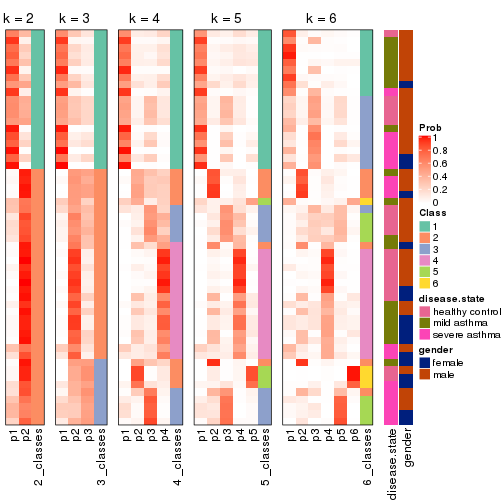 k = 2
k = 3
k = 4
k = 5
k = 6
Prob
1
0.8
0.6
0.4
0.2
0
Class
1
2
3
4
5
6
disease.state
healthy control
mild asthma
severe asthma
gender
female
male
p1
p2
2_classes
p1
p2
p3
3_classes
p1
p2
p3
p4
4_classes
p1
p2
p3
p4
p5
5_classes
p1
p2
p3
p4
p5
p6
6_classes
disease.state
gender